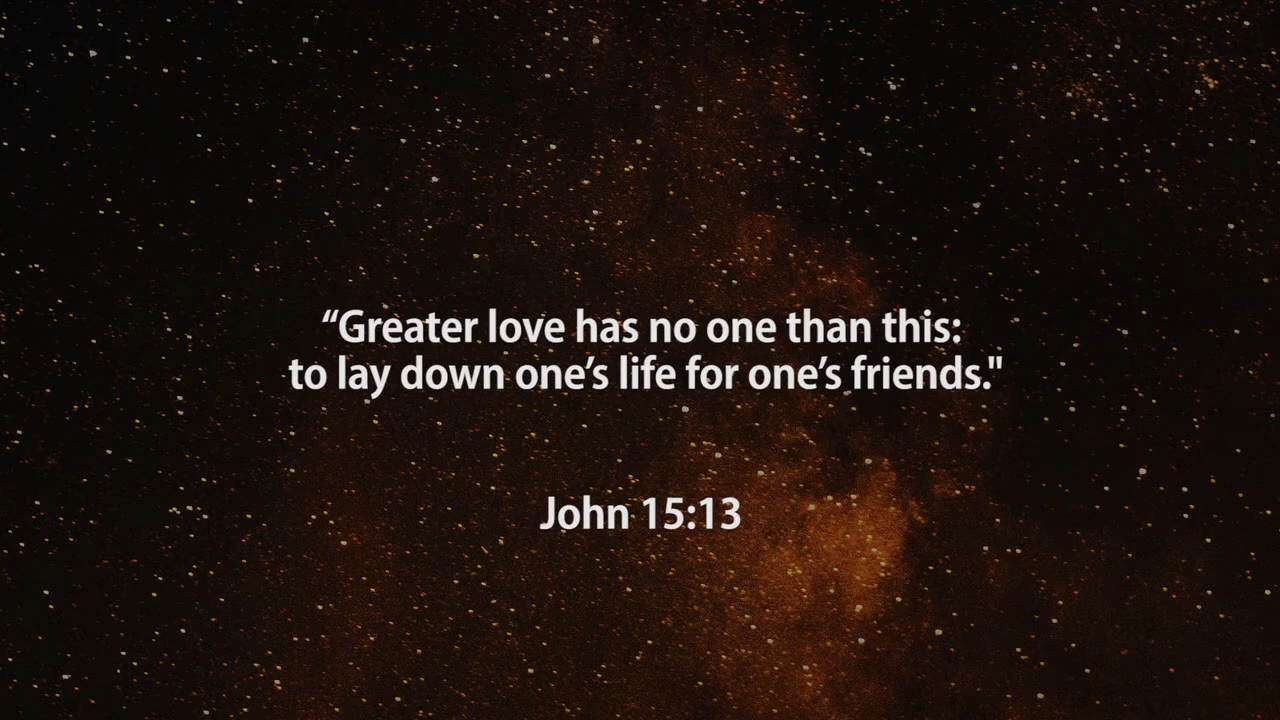 “Greater love has no one than this:
to lay down one’s life for one’s friends."
John 15:13